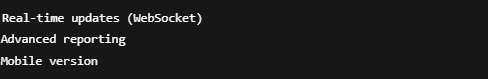 Real-time updates (WebSocket)
Advanced reporting
Mobile version